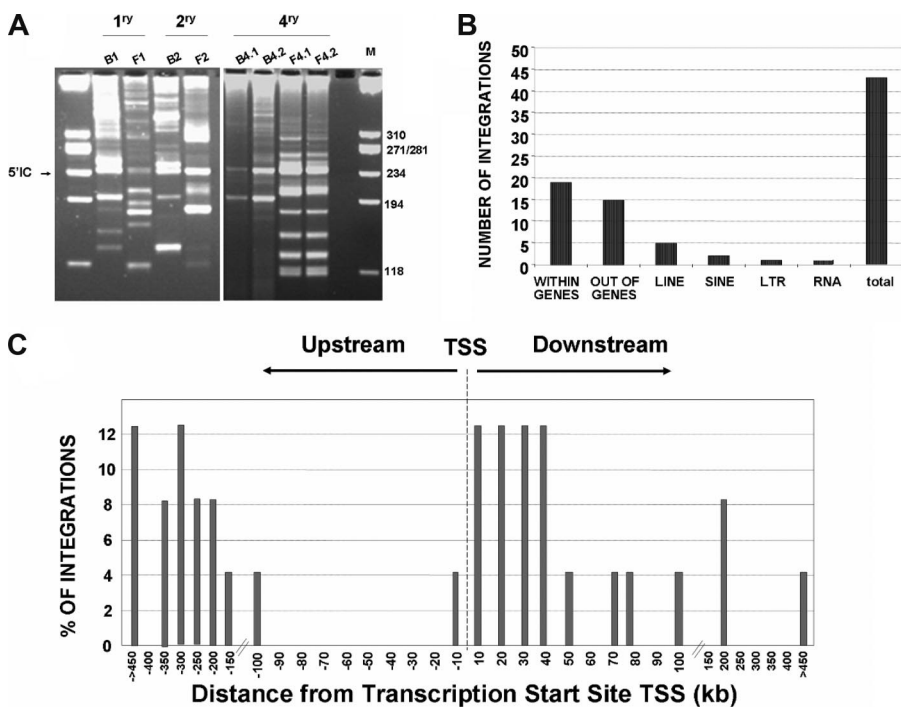 A
1ry 2ry 4ry
B1 F1 B2 F2 B4.1 B4.2 F4.1 F4.2 M
310
271/281
5'IC
234
194
118
B
NUMBER OF INTEGRATIONS
50
45
40
35
30
25
20
15
10
5
0
WITHIN GENES
OUT OF GENES
LINE
SINE
LTR
RNA
total
C
Upstream TSS Downstream
% OF INTEGRATIONS
12
10
8
6
4
2
0
->450 -400 -350 -300 -250 -200 -150 // -100 -90 -80 -70 -60 -50 -40 -30 -20 -10 10 20 30 40 50 60 70 80 90 100 // 150 200 250 300 350 400 >450
Distance from Transcription Start Site TSS (kb)